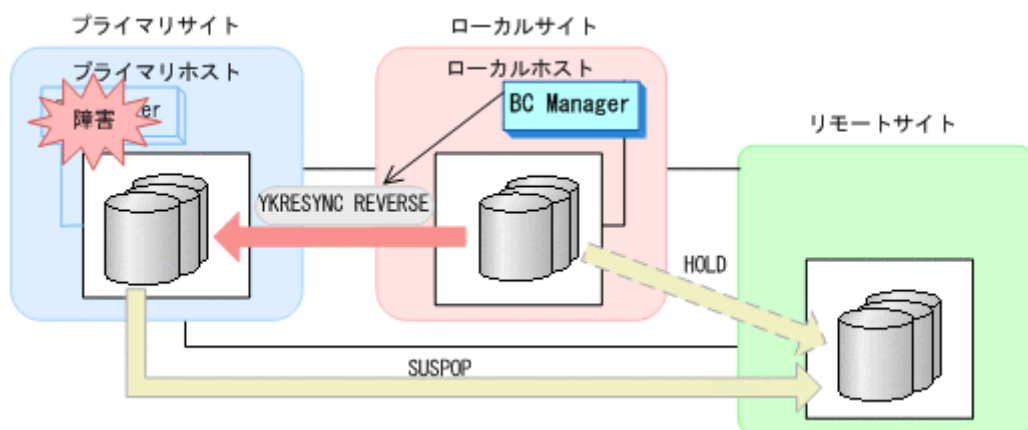 プライマリサイト
ローカルサイト
プライマリホスト
ローカルホスト
障害
er
BC Manager
リモートサイト
YKRESYNC REVERSE
HOLD
SUSPOP